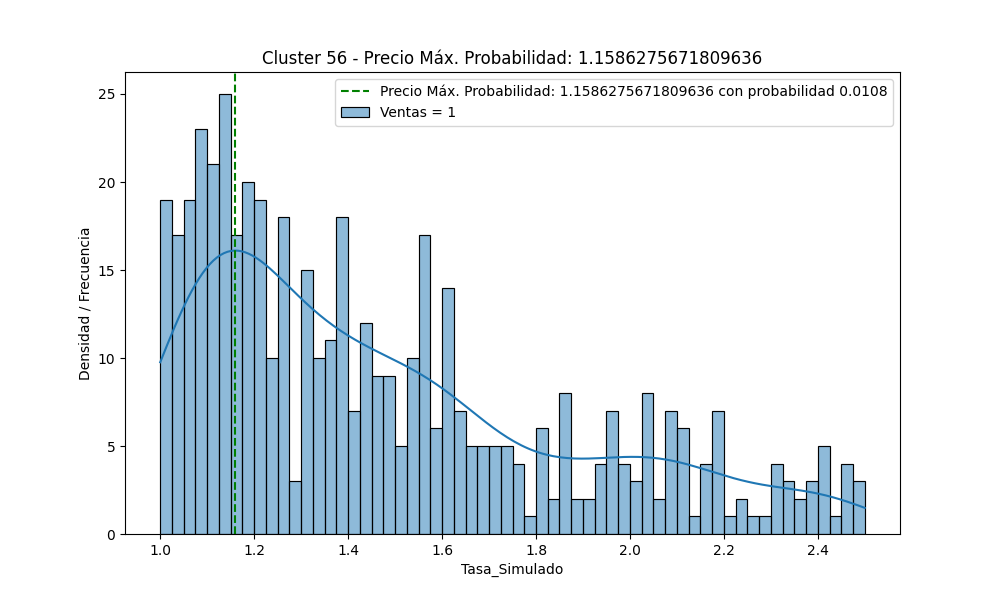 Cluster 56 - Precio Máx. Probabilidad: 1.1586275671809636
Precio Máx. Probabilidad: 1.1586275671809636 con probabilidad 0.0108
Ventas = 1
Densidad / Frecuencia
25
20
15
10
5
0
1.0 1.2 1.4 1.6 1.8 2.0 2.2 2.4
Tasa_Simulado